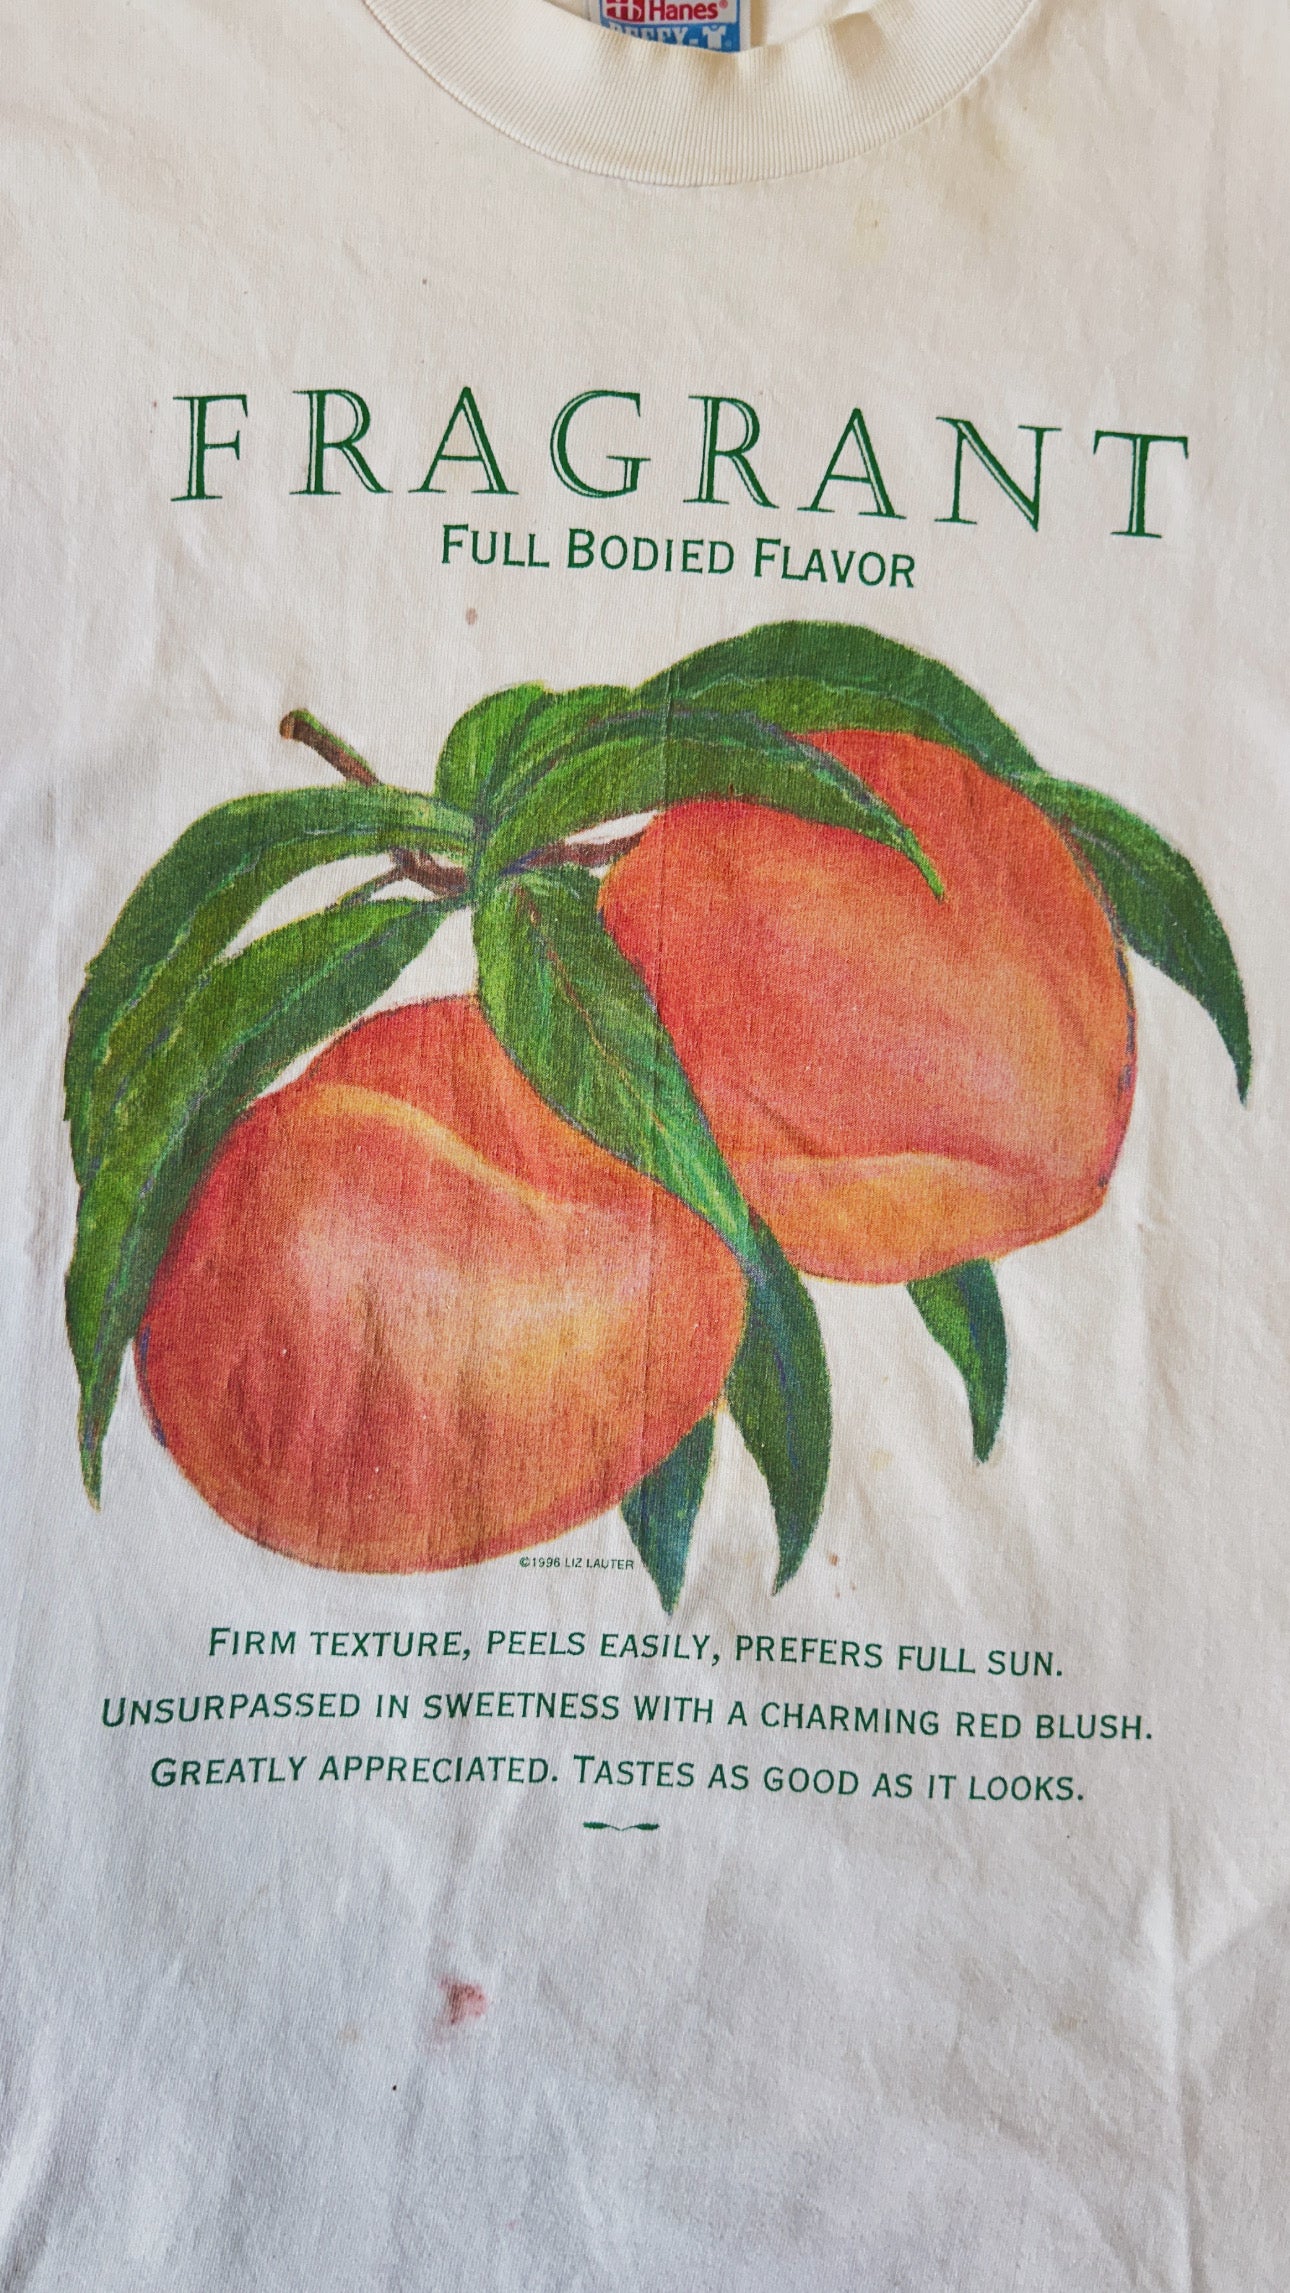 Hanes®
BEEFY-T®
FRAGRANT
FULL BODIED FLAVOR
©1996 LIZ LAUTER
FIRM TEXTURE, PEELS EASILY, PREFERS FULL SUN.
UNSURPASSED IN SWEETNESS WITH A CHARMING RED BLUSH.
GREATLY APPRECIATED. TASTES AS GOOD AS IT LOOKS.